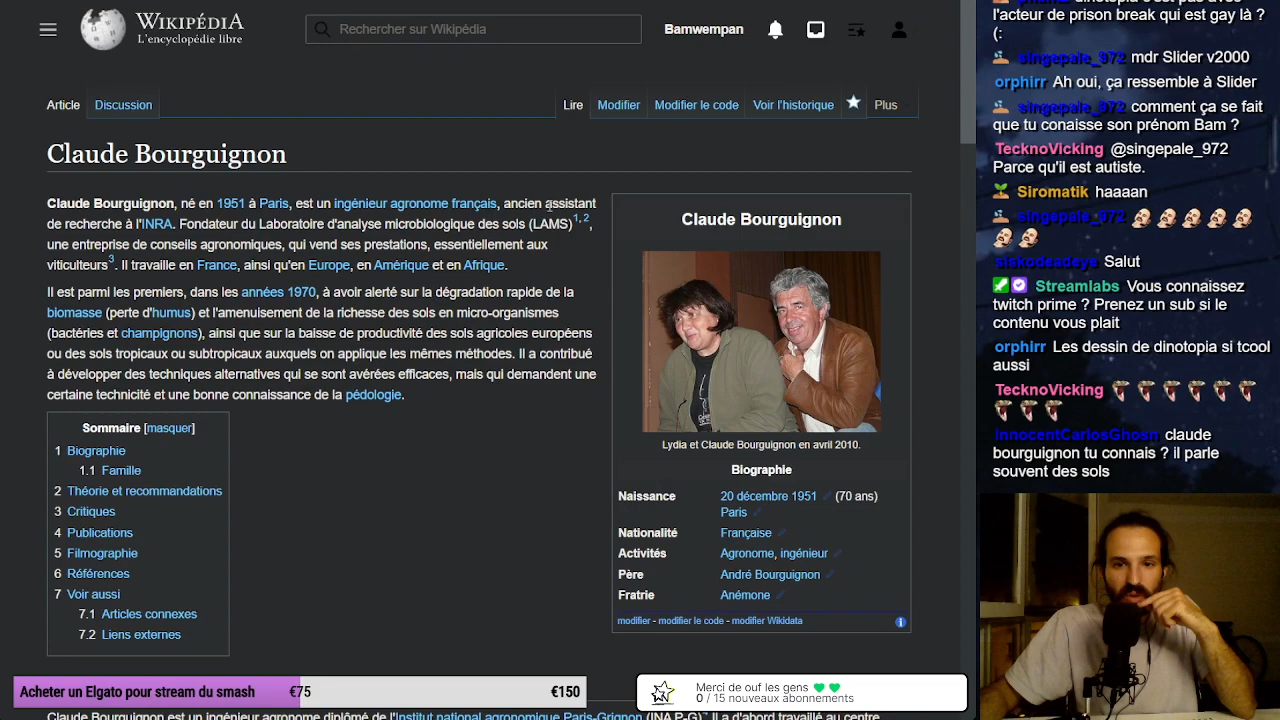 WIKIPÉDIA
L'encyclopédie libre
Rechercher sur Wikipédia
Bamwempan
Article
Discussion
Lire
Modifier
Modifier le code
Voir l'historique
Plus
Claude Bourguignon
Claude Bourguignon, né en 1951 à Paris, est un ingénieur agronome français, ancien assistant
de recherche à l'INRA. Fondateur du Laboratoire d'analyse microbiologique des sols (LAMS)1,2,
une entreprise de conseils agronomiques, qui vend ses prestations, essentiellement aux
viticulteurs3. Il travaille en France, ainsi qu'en Europe, en Amérique et en Afrique.
Il est parmi les premiers, dans les années 1970, à avoir alerté sur la dégradation rapide de la
biomasse (perte d'humus) et l'amenuisement de la richesse des sols en micro-organismes
(bactéries et champignons), ainsi que sur la baisse de productivité des sols agricoles européens
ou des sols tropicaux ou subtropicaux auxquels on applique les mêmes méthodes. Il a contribué
à développer des techniques alternatives qui se sont avérées efficaces, mais qui demandent une
certaine technicité et une bonne connaissance de la pédologie.
Sommaire [masquer]
1 Biographie
1.1 Famille
2 Théorie et recommandations
3 Critiques
4 Publications
5 Filmographie
6 Références
7 Voir aussi
7.1 Articles connexes
7.2 Liens externes
Claude Bourguignon
Lydia et Claude Bourguignon en avril 2010.
Biographie
Naissance 20 décembre 1951 (70 ans)
Paris
Nationalité Française
Activités Agronome, ingénieur
Père André Bourguignon
Fratrie Anémone
modifier - modifier le code - modifier Wikidata
Acheter un Elgato pour stream du smash €75 €150
Merci de ouf les gens
0 / 15 nouveaux abonnements
l'acteur de prison break qui est gay là ?
(:
singepale_972 mdr Slider v2000
orphirr Ah oui, ça ressemble à Slider
singepale_972 comment ça se fait
que tu conaisse son prénom Bam ?
TecknoVicking @singepale_972
Parce qu'il est autiste.
Siromatik haaaan
singepale_972
siskodeadeye Salut
Streamlabs Vous connaissez
twitch prime ? Prenez un sub si le
contenu vous plait
orphirr Les dessin de dinotopia si tcool
aussi
TecknoVicking
InnocentCarlosGhosn claude
bourguignon tu connais ? il parle
souvent des sols